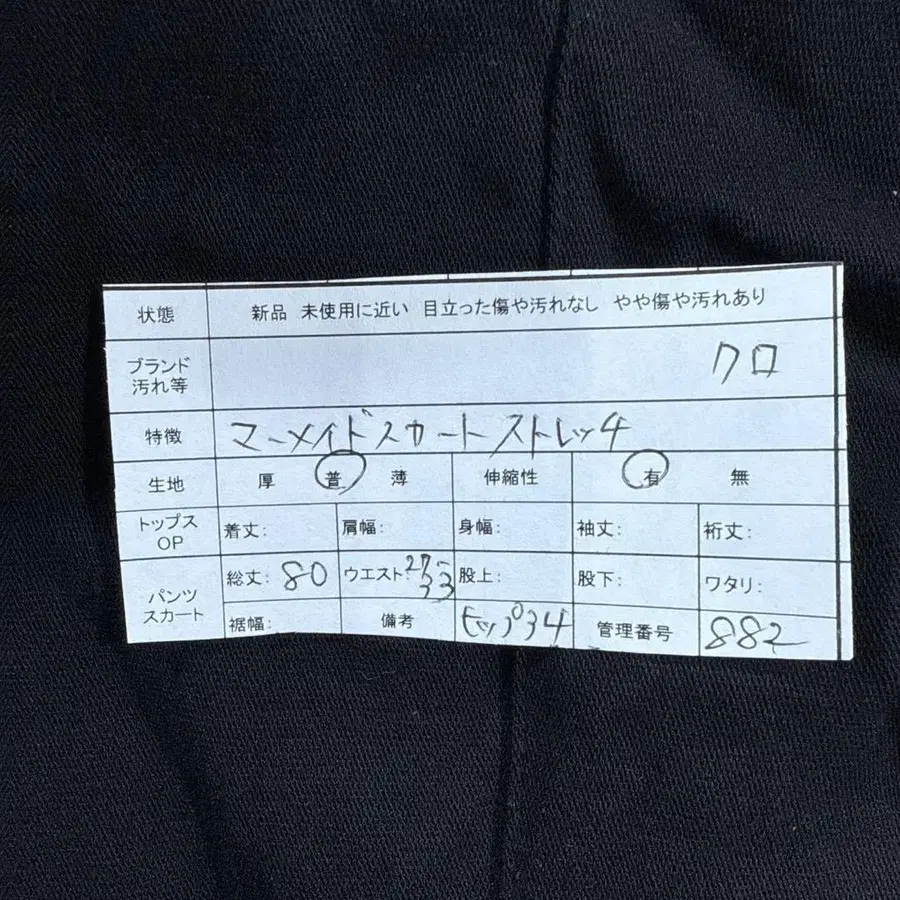 状態 新品 未使用に近い 目立った傷や汚れなし やや傷や汚れあり
ブランド 汚れ等 クロ
特徴 マーメイドスカート ストレッチ
生地 厚 普 薄 伸縮性 有 無
トップス OP 着丈: 肩幅: 身幅: 袖丈: 裄丈:
パンツ スカート 総丈: 80 ウエスト: 27-33 股上: 股下: ワタリ:
裾幅: 備考 ヒップ34 管理番号 882